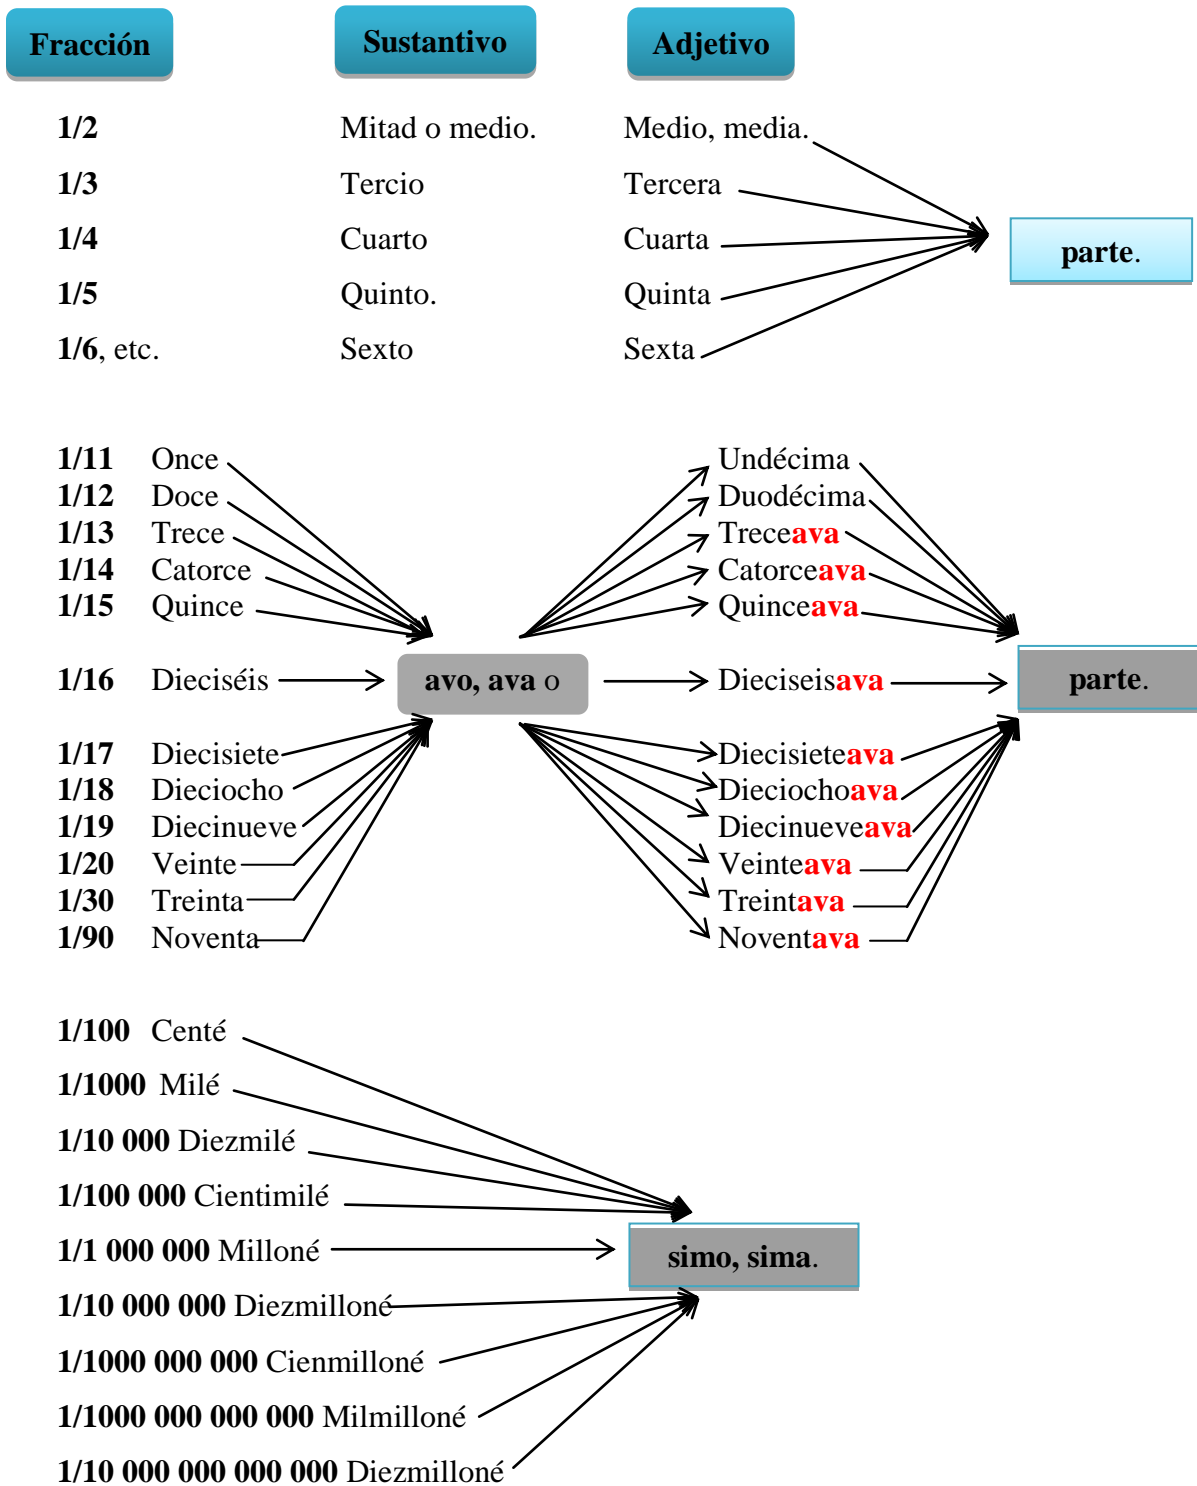 Fracción Sustantivo Adjetivo
1/2 Mitad o medio. Medio, media.
1/3 Tercio Tercera
1/4 Cuarto Cuarta
parte.
1/5 Quinto. Quinta
1/6, etc. Sexto Sexta
1/11 Once Undécima
1/12 Doce Duodécima
1/13 Trece Treceava
1/14 Catorce Catorceava
1/15 Quince Quinceava
1/16 Dieciséis avo, ava o Dieciseisava parte.
1/17 Diecisiete Diecisieteava
1/18 Dieciocho Dieciochoava
1/19 Diecinueve Diecinueveava
1/20 Veinte Veinteava
1/30 Treinta Treintava
1/90 Noventa Noventava
1/100 Centé
1/1000 Milé
1/10 000 Diezmilé
1/100 000 Cientimilé
1/1 000 000 Milloné simo, sima.
1/10 000 000 Diezmilloné
1/1000 000 000 Cienmilloné
1/1000 000 000 000 Milmilloné
1/10 000 000 000 000 Diezmilloné